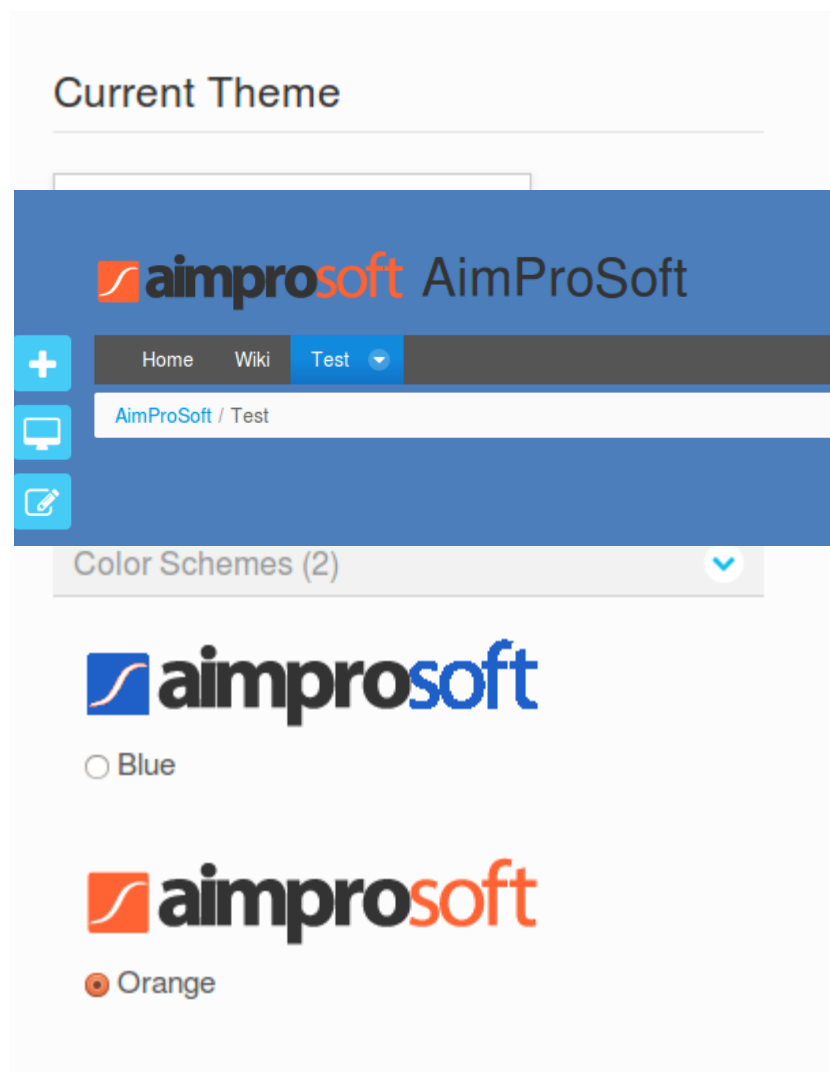 Current Theme
aimprosoft AimProSoft
Home Wiki Test
AimProSoft / Test
Color Schemes (2)
aimprosoft
Blue
aimprosoft
Orange